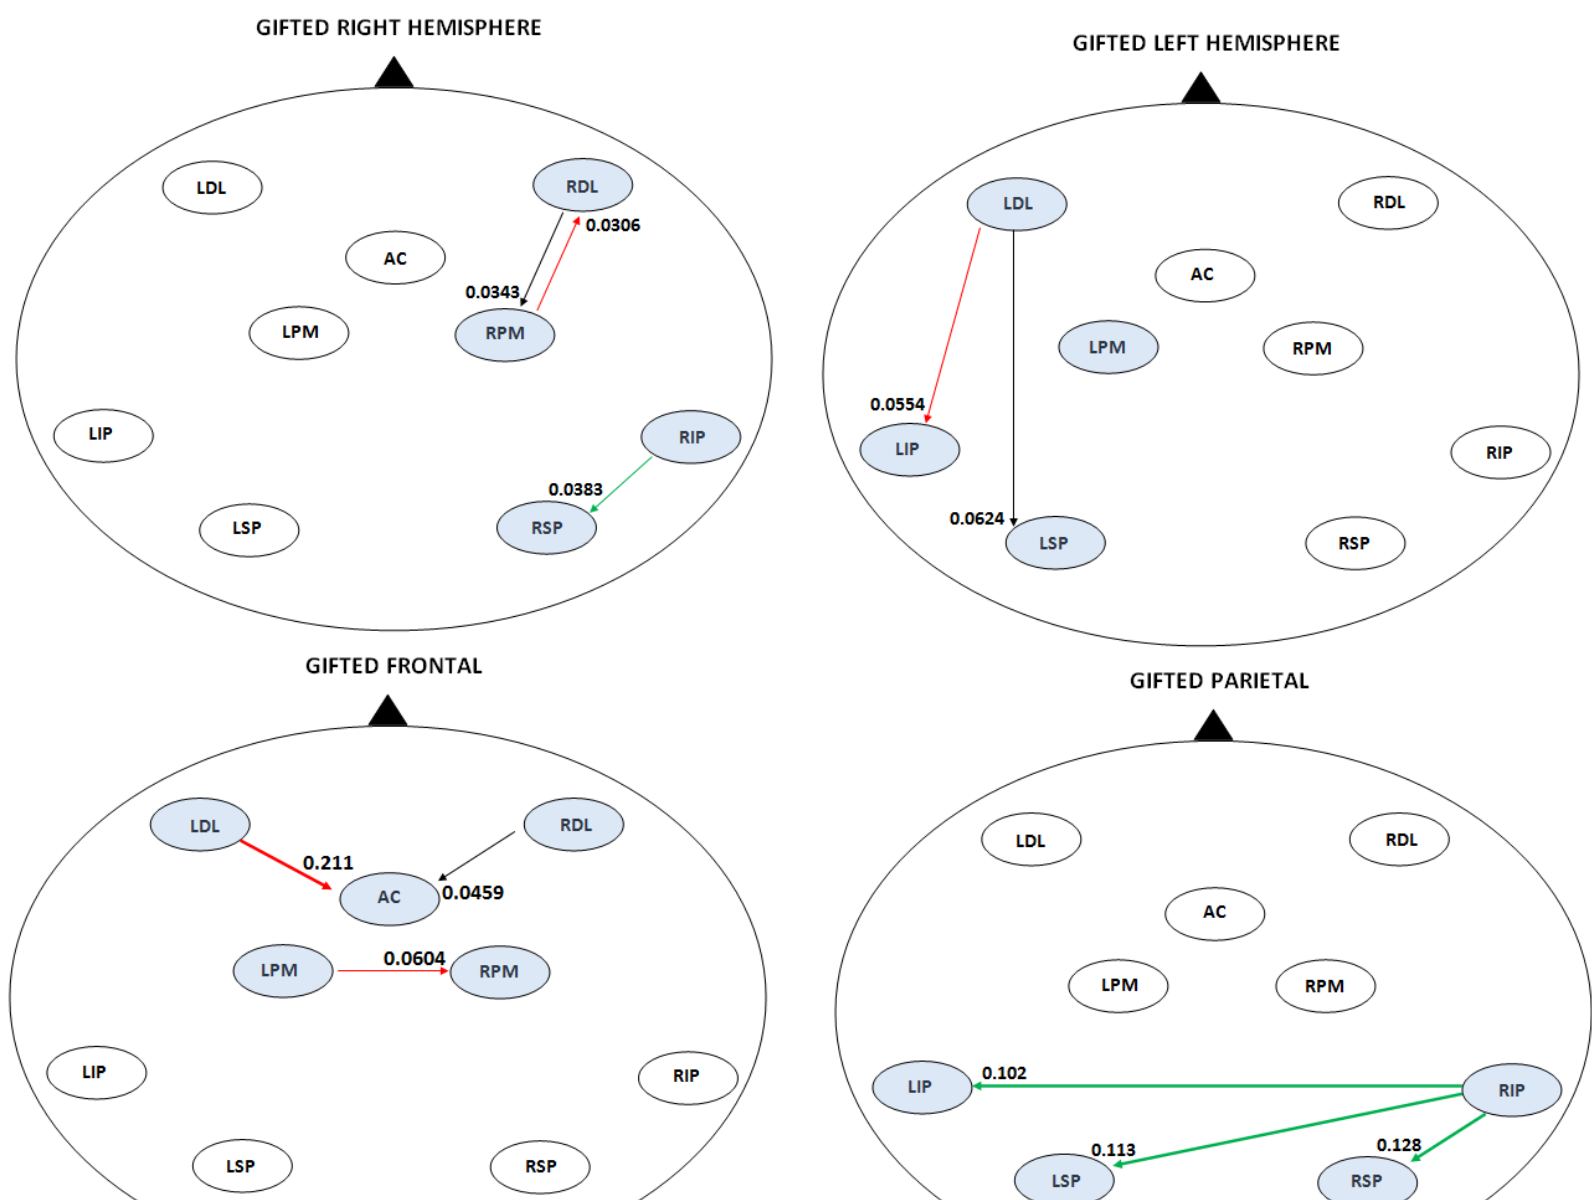 GIFTED RIGHT HEMISPHERE
LDL
RDL
0.0306
AC
0.0343
LPM
RPM
LIP
RIP
0.0383
LSP
RSP
GIFTED LEFT HEMISPHERE
LDL
RDL
AC
LPM
RPM
0.0554
LIP
RIP
0.0624
LSP
RSP
GIFTED FRONTAL
LDL
RDL
0.211
AC
0.0459
0.0604
LPM
RPM
LIP
RIP
LSP
RSP
GIFTED PARIETAL
LDL
RDL
AC
LPM
RPM
0.102
LIP
RIP
0.113
0.128
LSP
RSP